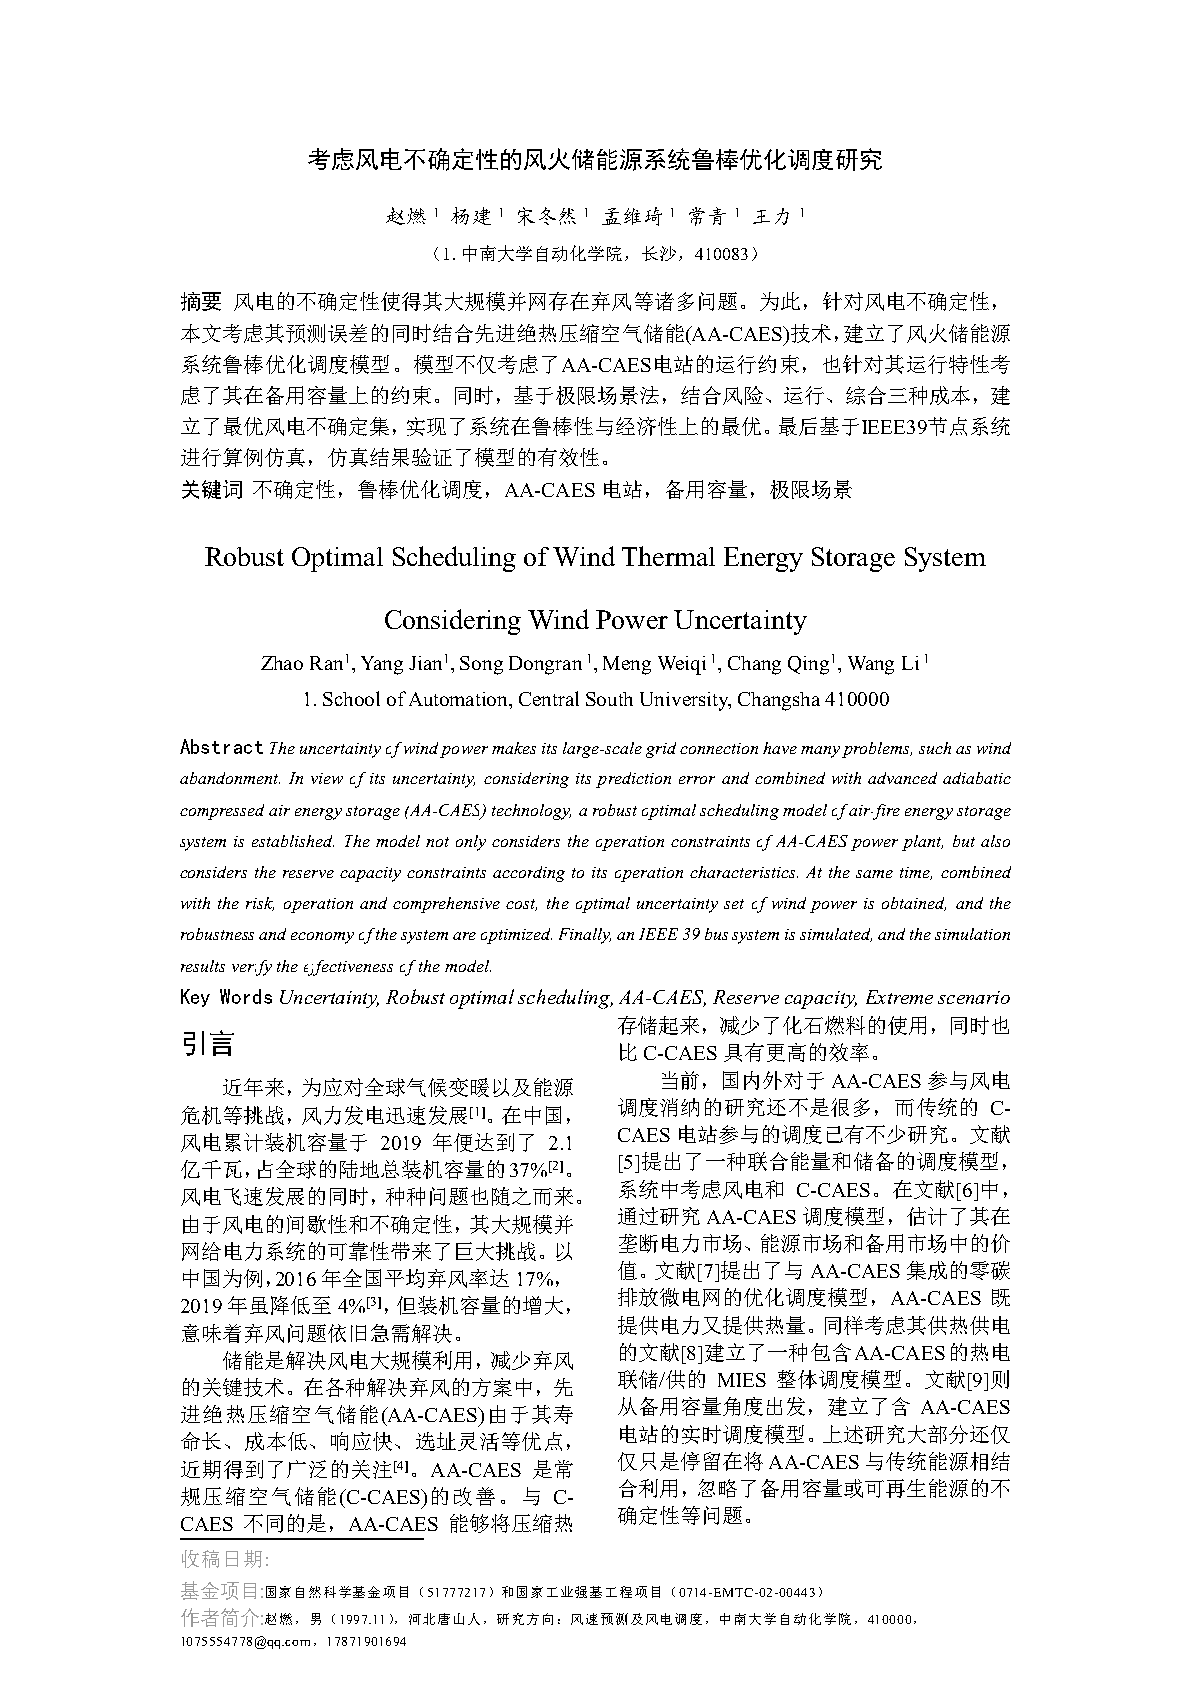 考虑风电不确定性的风火储能源系统鲁棒优化调度研究
赵燃¹ 杨建¹ 宋冬然¹ 孟维琦¹ 常青¹ 王力¹
（1. 中南大学自动化学院，长沙，410083）
摘要 风电的不确定性使得其大规模并网存在弃风等诸多问题。为此，针对风电不确定性，
本文考虑其预测误差的同时结合先进绝热压缩空气储能(AA-CAES)技术，建立了风火储能源
系统鲁棒优化调度模型。模型不仅考虑了AA-CAES电站的运行约束，也针对其运行特性考
虑了其在备用容量上的约束。同时，基于极限场景法，结合风险、运行、综合三种成本，建
立了最优风电不确定集，实现了系统在鲁棒性与经济性上的最优。最后基于IEEE39节点系统
进行算例仿真，仿真结果验证了模型的有效性。
关键词 不确定性，鲁棒优化调度，AA-CAES 电站，备用容量，极限场景
Robust Optimal Scheduling of Wind Thermal Energy Storage System
Considering Wind Power Uncertainty
Zhao Ran¹, Yang Jian¹, Song Dongran¹, Meng Weiqi¹, Chang Qing¹, Wang Li¹
1. School of Automation, Central South University, Changsha 410000
Abstract The uncertainty of wind power makes its large-scale grid connection have many problems, such as wind
abandonment. In view of its uncertainty, considering its prediction error and combined with advanced adiabatic
compressed air energy storage (AA-CAES) technology, a robust optimal scheduling model of air-fire energy storage
system is established. The model not only considers the operation constraints of AA-CAES power plant, but also
considers the reserve capacity constraints according to its operation characteristics. At the same time, combined
with the risk, operation and comprehensive cost, the optimal uncertainty set of wind power is obtained, and the
robustness and economy of the system are optimized. Finally, an IEEE 39 bus system is simulated, and the simulation
results verify the effectiveness of the model.
Key Words Uncertainty, Robust optimal scheduling, AA-CAES, Reserve capacity, Extreme scenario
引言
近年来，为应对全球气候变暖以及能源
危机等挑战，风力发电迅速发展[1]。在中国，
风电累计装机容量于 2019 年便达到了 2.1
亿千瓦，占全球的陆地总装机容量的37%[2]。
风电飞速发展的同时，种种问题也随之而来。
由于风电的间歇性和不确定性，其大规模并
网给电力系统的可靠性带来了巨大挑战。以
中国为例，2016 年全国平均弃风率达 17%，
2019 年虽降低至 4%[3]，但装机容量的增大，
意味着弃风问题依旧急需解决。
储能是解决风电大规模利用，减少弃风
的关键技术。在各种解决弃风的方案中，先
进绝热压缩空气储能(AA-CAES)由于其寿
命长、成本低、响应快、选址灵活等优点，
近期得到了广泛的关注[4]。AA-CAES 是常
规压缩空气储能(C-CAES)的改善。与 C-
CAES 不同的是，AA-CAES 能够将压缩热
存储起来，减少了化石燃料的使用，同时也
比 C-CAES 具有更高的效率。
当前，国内外对于 AA-CAES 参与风电
调度消纳的研究还不是很多，而传统的 C-
CAES 电站参与的调度已有不少研究。文献
[5]提出了一种联合能量和储备的调度模型，
系统中考虑风电和 C-CAES。在文献[6]中，
通过研究 AA-CAES 调度模型，估计了其在
垄断电力市场、能源市场和备用市场中的价
值。文献[7]提出了与 AA-CAES 集成的零碳
排放微电网的优化调度模型，AA-CAES 既
提供电力又提供热量。同样考虑其供热供电
的文献[8]建立了一种包含AA-CAES的热电
联储/供的 MIES 整体调度模型。文献[9]则
从备用容量角度出发，建立了含 AA-CAES
电站的实时调度模型。上述研究大部分还仅
仅只是停留在将AA-CAES与传统能源相结
合利用，忽略了备用容量或可再生能源的不
确定性等问题。
收稿日期:
基金项目:国家自然科学基金项目（51777217）和国家工业强基工程项目（0714-EMTC-02-00443）
作者简介:赵燃，男（1997.11），河北唐山人，研究方向：风速预测及风电调度，中南大学自动化学院，410000，
1075554778@qq.com，17871901694